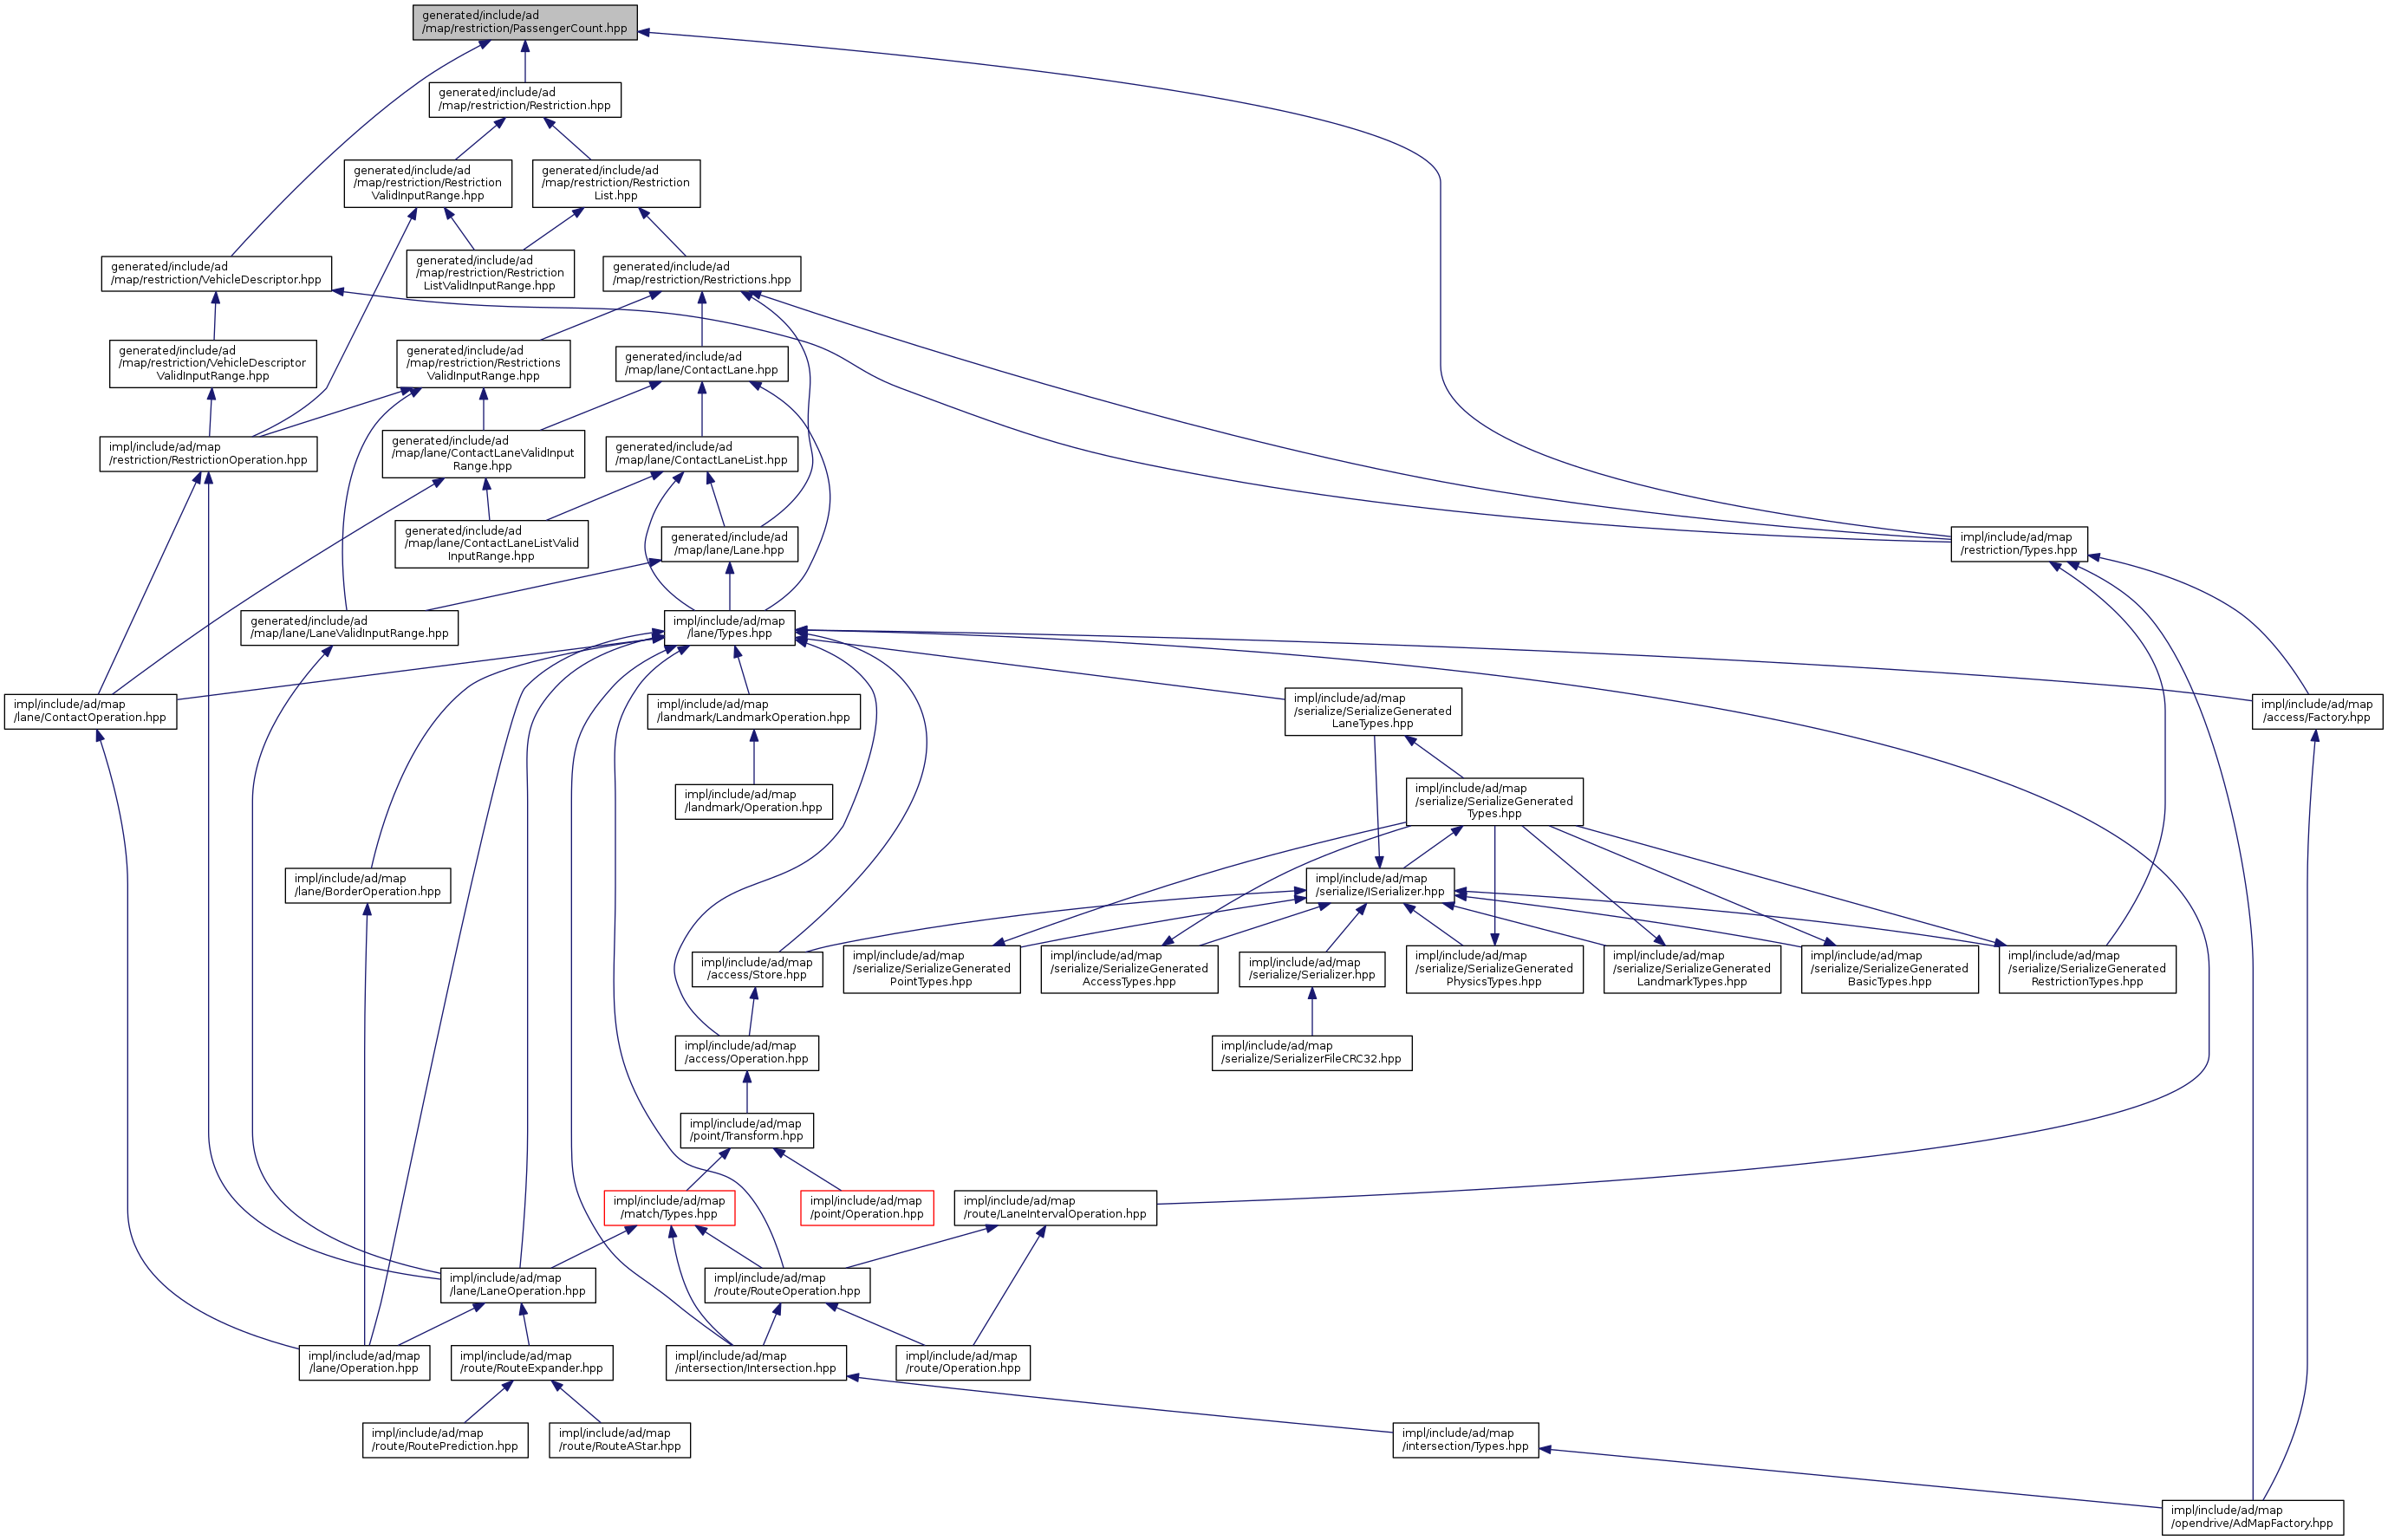 generated/include/ad
/map/restriction/PassengerCount.hpp
generated/include/ad
/map/restriction/Restriction.hpp
generated/include/ad
/map/restriction/Restriction
ValidInputRange.hpp
generated/include/ad
/map/restriction/Restriction
List.hpp
generated/include/ad
/map/restriction/VehicleDescriptor.hpp
generated/include/ad
/map/restriction/Restriction
ListValidInputRange.hpp
generated/include/ad
/map/restriction/Restrictions.hpp
generated/include/ad
/map/restriction/VehicleDescriptor
ValidInputRange.hpp
generated/include/ad
/map/restriction/Restrictions
ValidInputRange.hpp
generated/include/ad
/map/lane/ContactLane.hpp
impl/include/ad/map
/restriction/RestrictionOperation.hpp
generated/include/ad
/map/lane/ContactLaneValidInput
Range.hpp
generated/include/ad
/map/lane/ContactLaneList.hpp
generated/include/ad
/map/lane/ContactLaneListValid
InputRange.hpp
generated/include/ad
/map/lane/Lane.hpp
impl/include/ad/map
/restriction/Types.hpp
generated/include/ad
/map/lane/LaneValidInputRange.hpp
impl/include/ad/map
/lane/Types.hpp
impl/include/ad/map
/lane/ContactOperation.hpp
impl/include/ad/map
/landmark/LandmarkOperation.hpp
impl/include/ad/map
/serialize/SerializeGenerated
LaneTypes.hpp
impl/include/ad/map
/access/Factory.hpp
impl/include/ad/map
/landmark/Operation.hpp
impl/include/ad/map
/serialize/SerializeGenerated
Types.hpp
impl/include/ad/map
/lane/BorderOperation.hpp
impl/include/ad/map
/serialize/ISerializer.hpp
impl/include/ad/map
/access/Store.hpp
impl/include/ad/map
/serialize/SerializeGenerated
PointTypes.hpp
impl/include/ad/map
/serialize/SerializeGenerated
AccessTypes.hpp
impl/include/ad/map
/serialize/Serializer.hpp
impl/include/ad/map
/serialize/SerializeGenerated
PhysicsTypes.hpp
impl/include/ad/map
/serialize/SerializeGenerated
LandmarkTypes.hpp
impl/include/ad/map
/serialize/SerializeGenerated
BasicTypes.hpp
impl/include/ad/map
/serialize/SerializeGenerated
RestrictionTypes.hpp
impl/include/ad/map
/access/Operation.hpp
impl/include/ad/map
/serialize/SerializerFileCRC32.hpp
impl/include/ad/map
/point/Transform.hpp
impl/include/ad/map
/match/Types.hpp
impl/include/ad/map
/point/Operation.hpp
impl/include/ad/map
/route/LaneIntervalOperation.hpp
impl/include/ad/map
/lane/LaneOperation.hpp
impl/include/ad/map
/route/RouteOperation.hpp
impl/include/ad/map
/lane/Operation.hpp
impl/include/ad/map
/route/RouteExpander.hpp
impl/include/ad/map
/intersection/Intersection.hpp
impl/include/ad/map
/route/Operation.hpp
impl/include/ad/map
/route/RoutePrediction.hpp
impl/include/ad/map
/route/RouteAStar.hpp
impl/include/ad/map
/intersection/Types.hpp
impl/include/ad/map
/opendrive/AdMapFactory.hpp